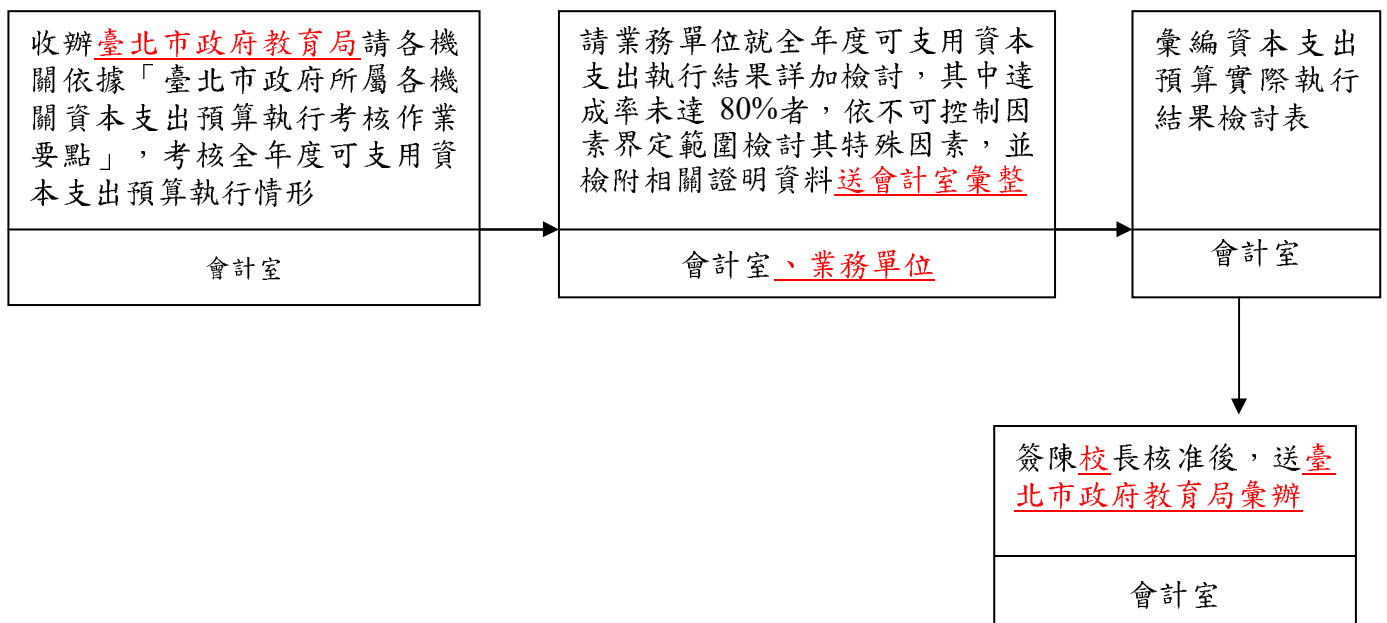 收辦臺北市政府教育局請各機
關依據「臺北市政府所屬各機
關資本支出預算執行考核作業
要點」，考核全年度可支用資
本支出預算執行情形
會計室
請業務單位就全年度可支用資本
支出執行結果詳加檢討，其中達
成率未達 80%者，依不可控制因
素界定範圍檢討其特殊因素，並
檢附相關證明資料送會計室彙整
會計室、業務單位
彙編資本支出
預算實際執行
結果檢討表
會計室
簽陳校長核准後，送臺
北市政府教育局彙辦
會計室